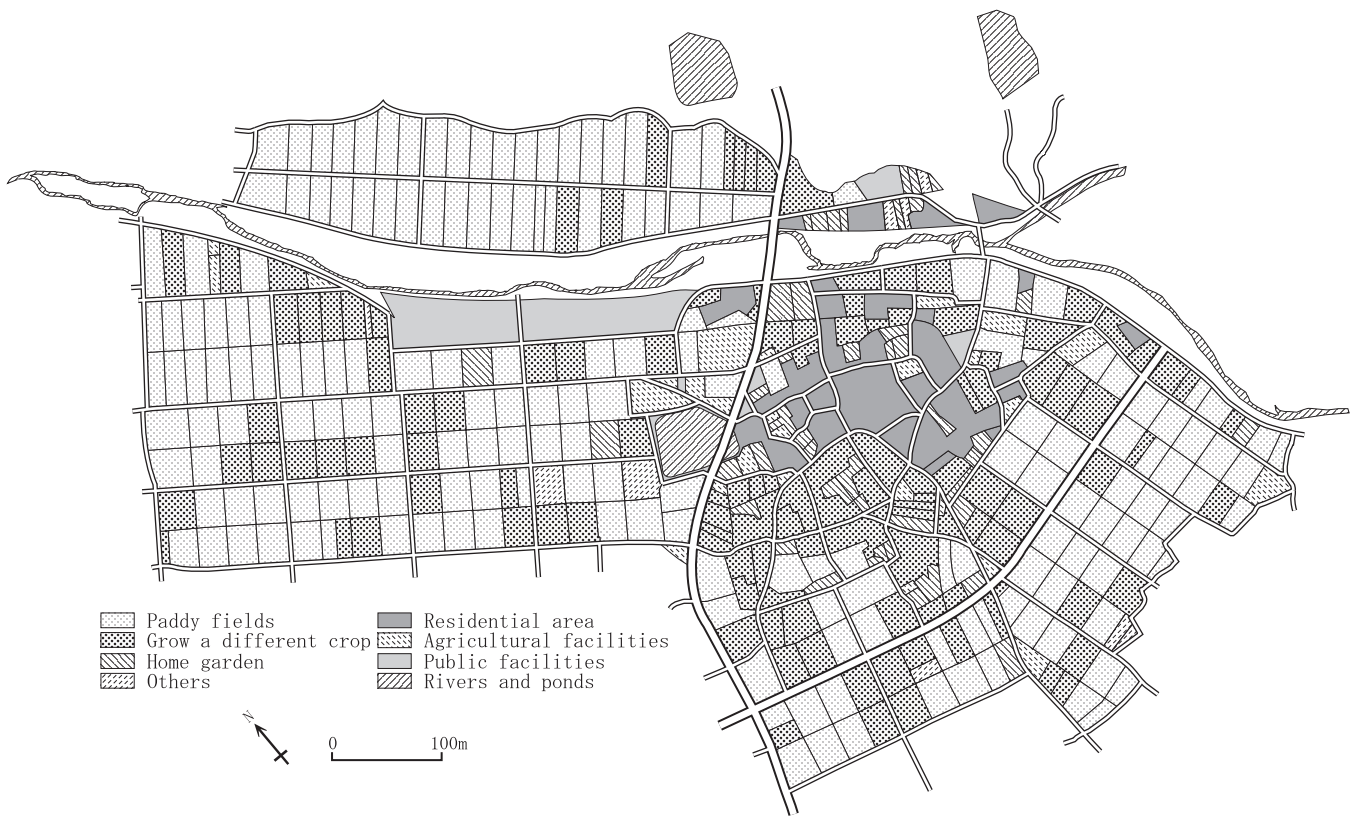 Paddy fields
Grow a different crop
Home garden
Others
Residential area
Agricultural facilities
Public facilities
Rivers and ponds
N
0 100m